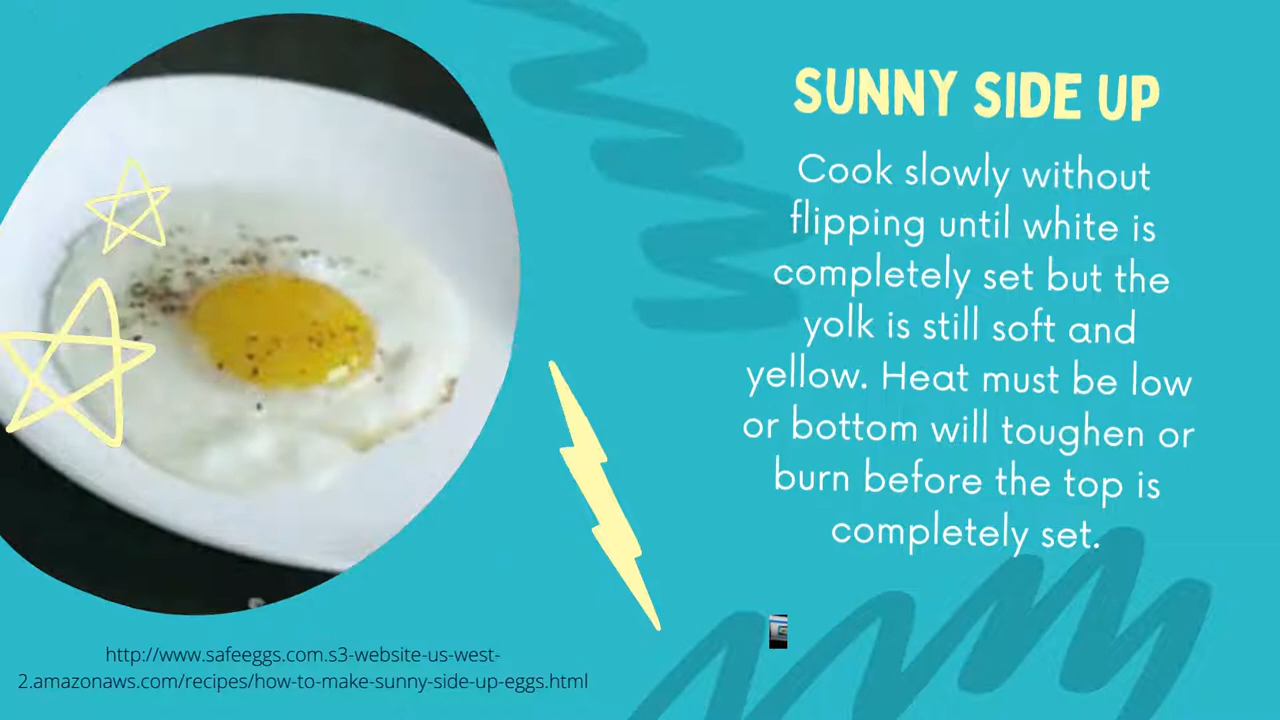 SUNNY SIDE UP
Cook slowly without
flipping until white is
completely set but the
yolk is still soft and
yellow. Heat must be low
or bottom will toughen or
burn before the top is
completely set.
http://www.safeeggs.com.s3-website-us-west-
2.amazonaws.com/recipes/how-to-make-sunny-side-up-eggs.html